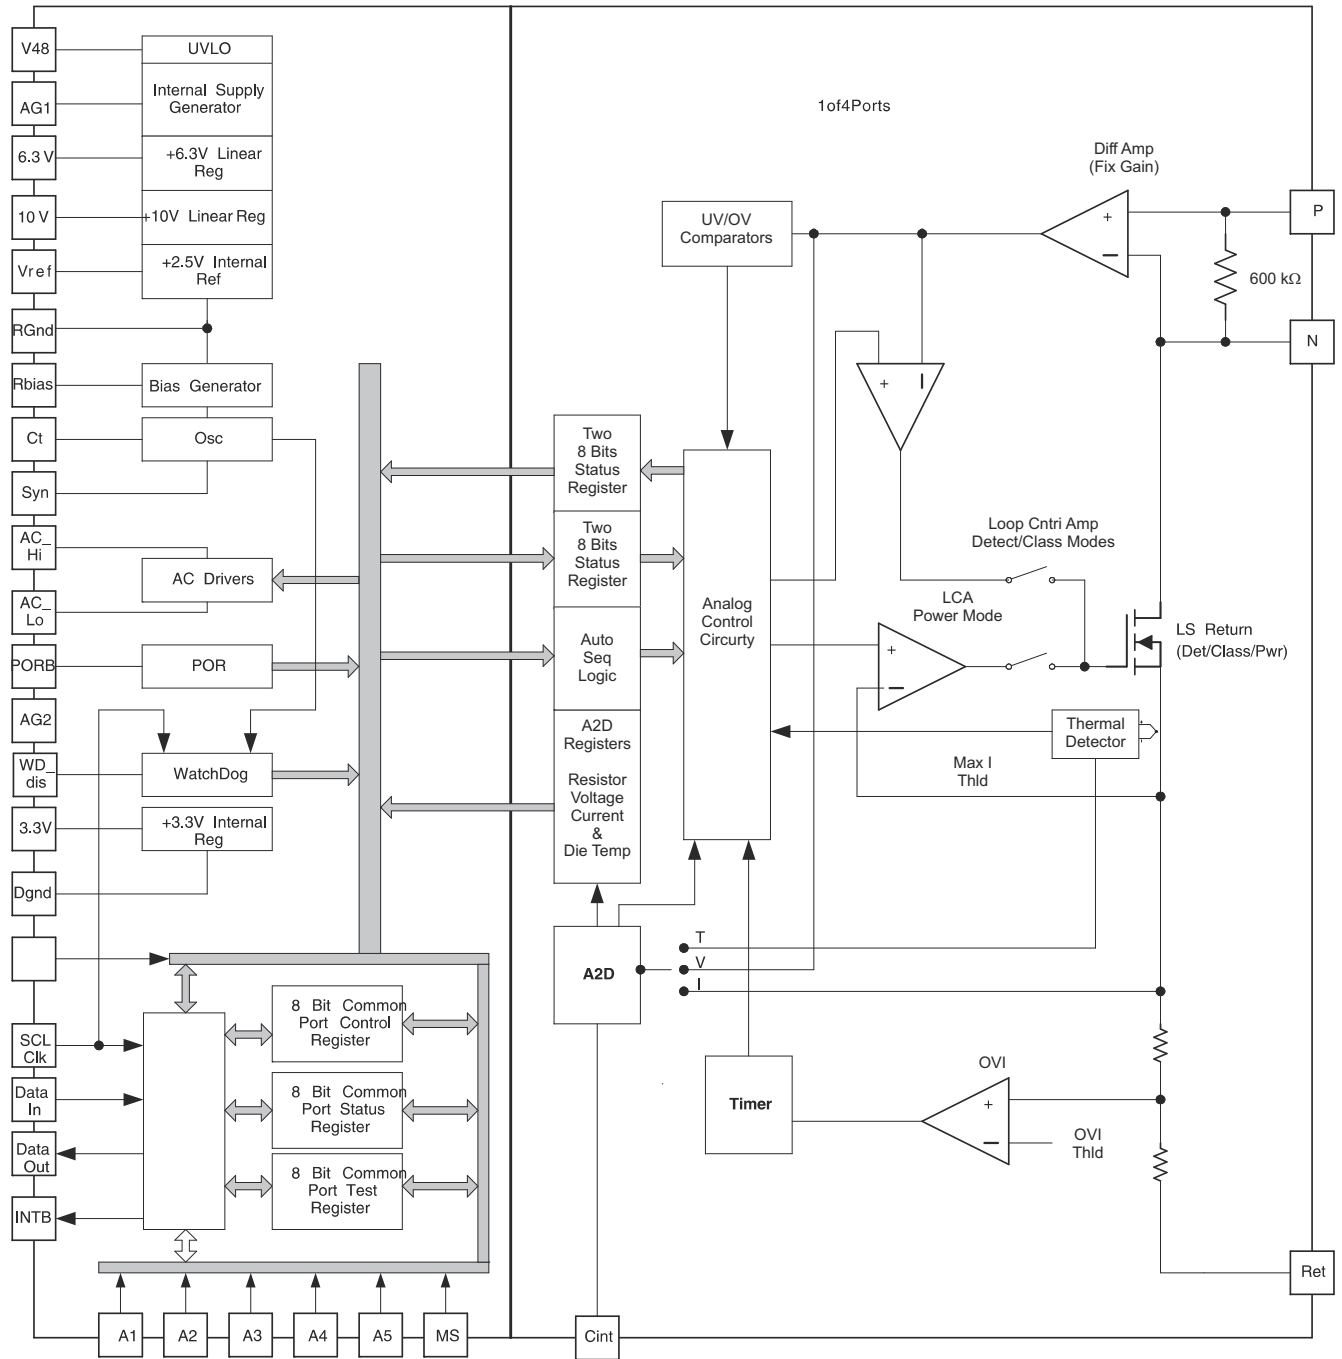 V48
AG1
6.3 V
10 V
Vref
RGnd
Rbias
Ct
Syn
AC_
Hi
AC_
Lo
PORB
AG2
WD_
dis
3.3V
Dgnd
SCL
Clk
Data
In
Data
Out
INTB
UVLO
Internal Supply
Generator
+6.3V Linear
Reg
+10V Linear Reg
+2.5V Internal
Ref
Bias Generator
Osc
AC Drivers
POR
WatchDog
+3.3V Internal
Reg
8 Bit Common
Port Control
Register
8 Bit Common
Port Status
Register
8 Bit Common
Port Test
Register
A1
A2
A3
A4
A5
MS
1of4Ports
Diff Amp
(Fix Gain)
+
−
P
600 kΩ
N
UV/OV
Comparators
+
−
Two
8 Bits
Status
Register
Two
8 Bits
Status
Register
Auto
Seq
Logic
A2D
Registers
Resistor
Voltage
Current
&
Die Temp
Analog
Control
Circurty
Loop Cntri Amp
Detect/Class Modes
LCA
Power Mode
+
−
LS Return
(Det/Class/Pwr)
Thermal
Detector
Max I
Thld
A2D
T
V
I
Timer
OVI
+
−
OVI
Thld
Ret
Cint